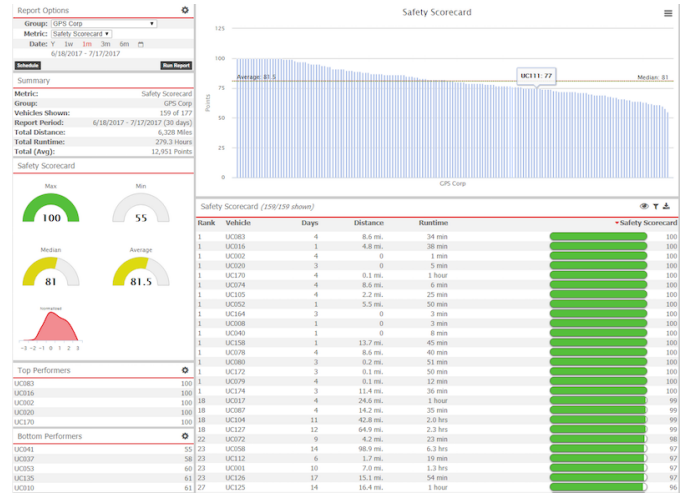 Report Options
Group: GPS Corp
Metric: Safety Scorecard
Date: Y 1w 1m 3m 6m
6/18/2017 - 7/17/2017
Schedule Run Report
Summary
Metric: Safety Scorecard
Group: GPS Corp
Vehicles Shown: 159 of 177
Report Period: 6/18/2017 - 7/17/2017 (30 days)
Total Distance: 6,328 Miles
Total Runtime: 279.3 Hours
Total (Avg): 12,951 Points
Safety Scorecard
Max Min
100 55
Median Average
81 81.5
Normalized
-3 -2 -1 0 1 2 3
Top Performers
UC083 100
UC016 100
UC002 100
UC020 100
UC170 100
Bottom Performers
UC041 55
UC037 58
UC053 60
UC135 61
UC010 61
Safety Scorecard
125
100
75
50
25
0
Points
Average: 81.5
UC111: 77
Median: 81
GPS Corp
Safety Scorecard (159/159 shown)
Rank Vehicle Days Distance Runtime Safety Scorecard
1 UC083 4 8.6 mi. 34 min 100
1 UC016 1 4.8 mi. 38 min 100
1 UC002 4 0 1 min 100
1 UC020 3 0 5 min 100
1 UC170 4 0.1 mi. 1 hour 100
1 UC074 4 8.6 mi. 6 min 100
1 UC105 4 2.2 mi. 25 min 100
1 UC052 1 5.5 mi. 50 min 100
1 UC164 3 0 3 min 100
1 UC008 1 0 3 min 100
1 UC040 1 0 8 min 100
1 UC158 1 13.7 mi. 45 min 100
1 UC078 4 8.6 mi. 40 min 100
1 UC080 3 0.2 mi. 51 min 100
1 UC172 3 0.1 mi. 50 min 100
1 UC079 4 0.1 mi. 12 min 100
1 UC174 3 11.4 mi. 36 min 100
18 UC017 4 24.6 mi. 1 hour 99
18 UC087 4 14.2 mi. 35 min 99
18 UC104 11 42.8 mi. 2.0 hrs 99
18 UC127 12 64.9 mi. 2.3 hrs 99
22 UC072 9 4.2 mi. 23 min 98
23 UC058 14 98.9 mi. 6.3 hrs 97
23 UC112 6 1.7 mi. 19 min 97
23 UC001 10 7.0 mi. 1.3 hrs 97
23 UC026 17 15.1 mi. 54 min 97
27 UC125 14 16.4 mi. 1 hour 96